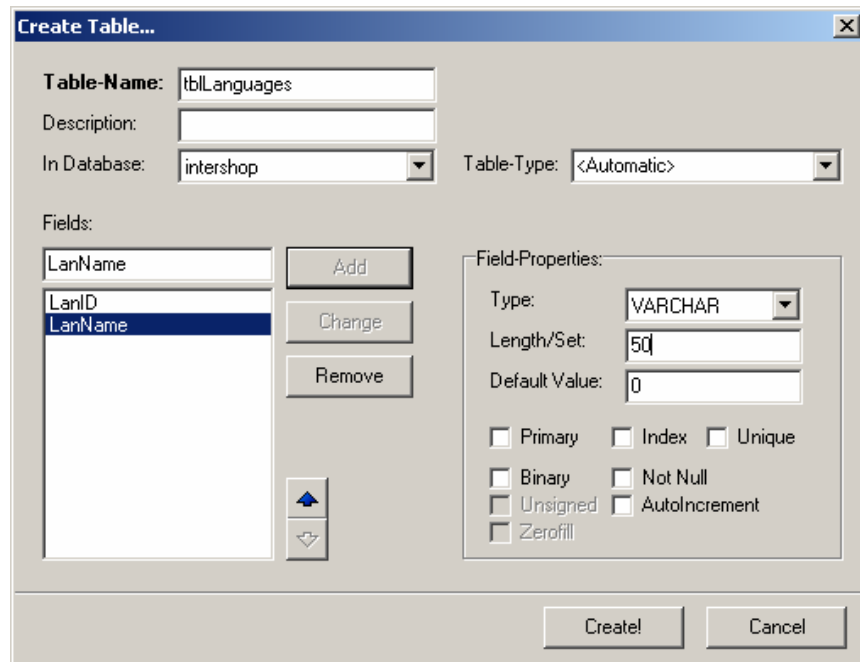 Create Table...
Table-Name: tblLanguages
Description:
In Database: intershop Table-Type: <Automatic>
Fields:
LanName Add Field-Properties:
LanID
LanName
Change
Remove
Type: VARCHAR
Length/Set: 50
Default Value: 0
Primary Index Unique
Binary Not Null
Unsigned AutoIncrement
Zerofill
Create! Cancel